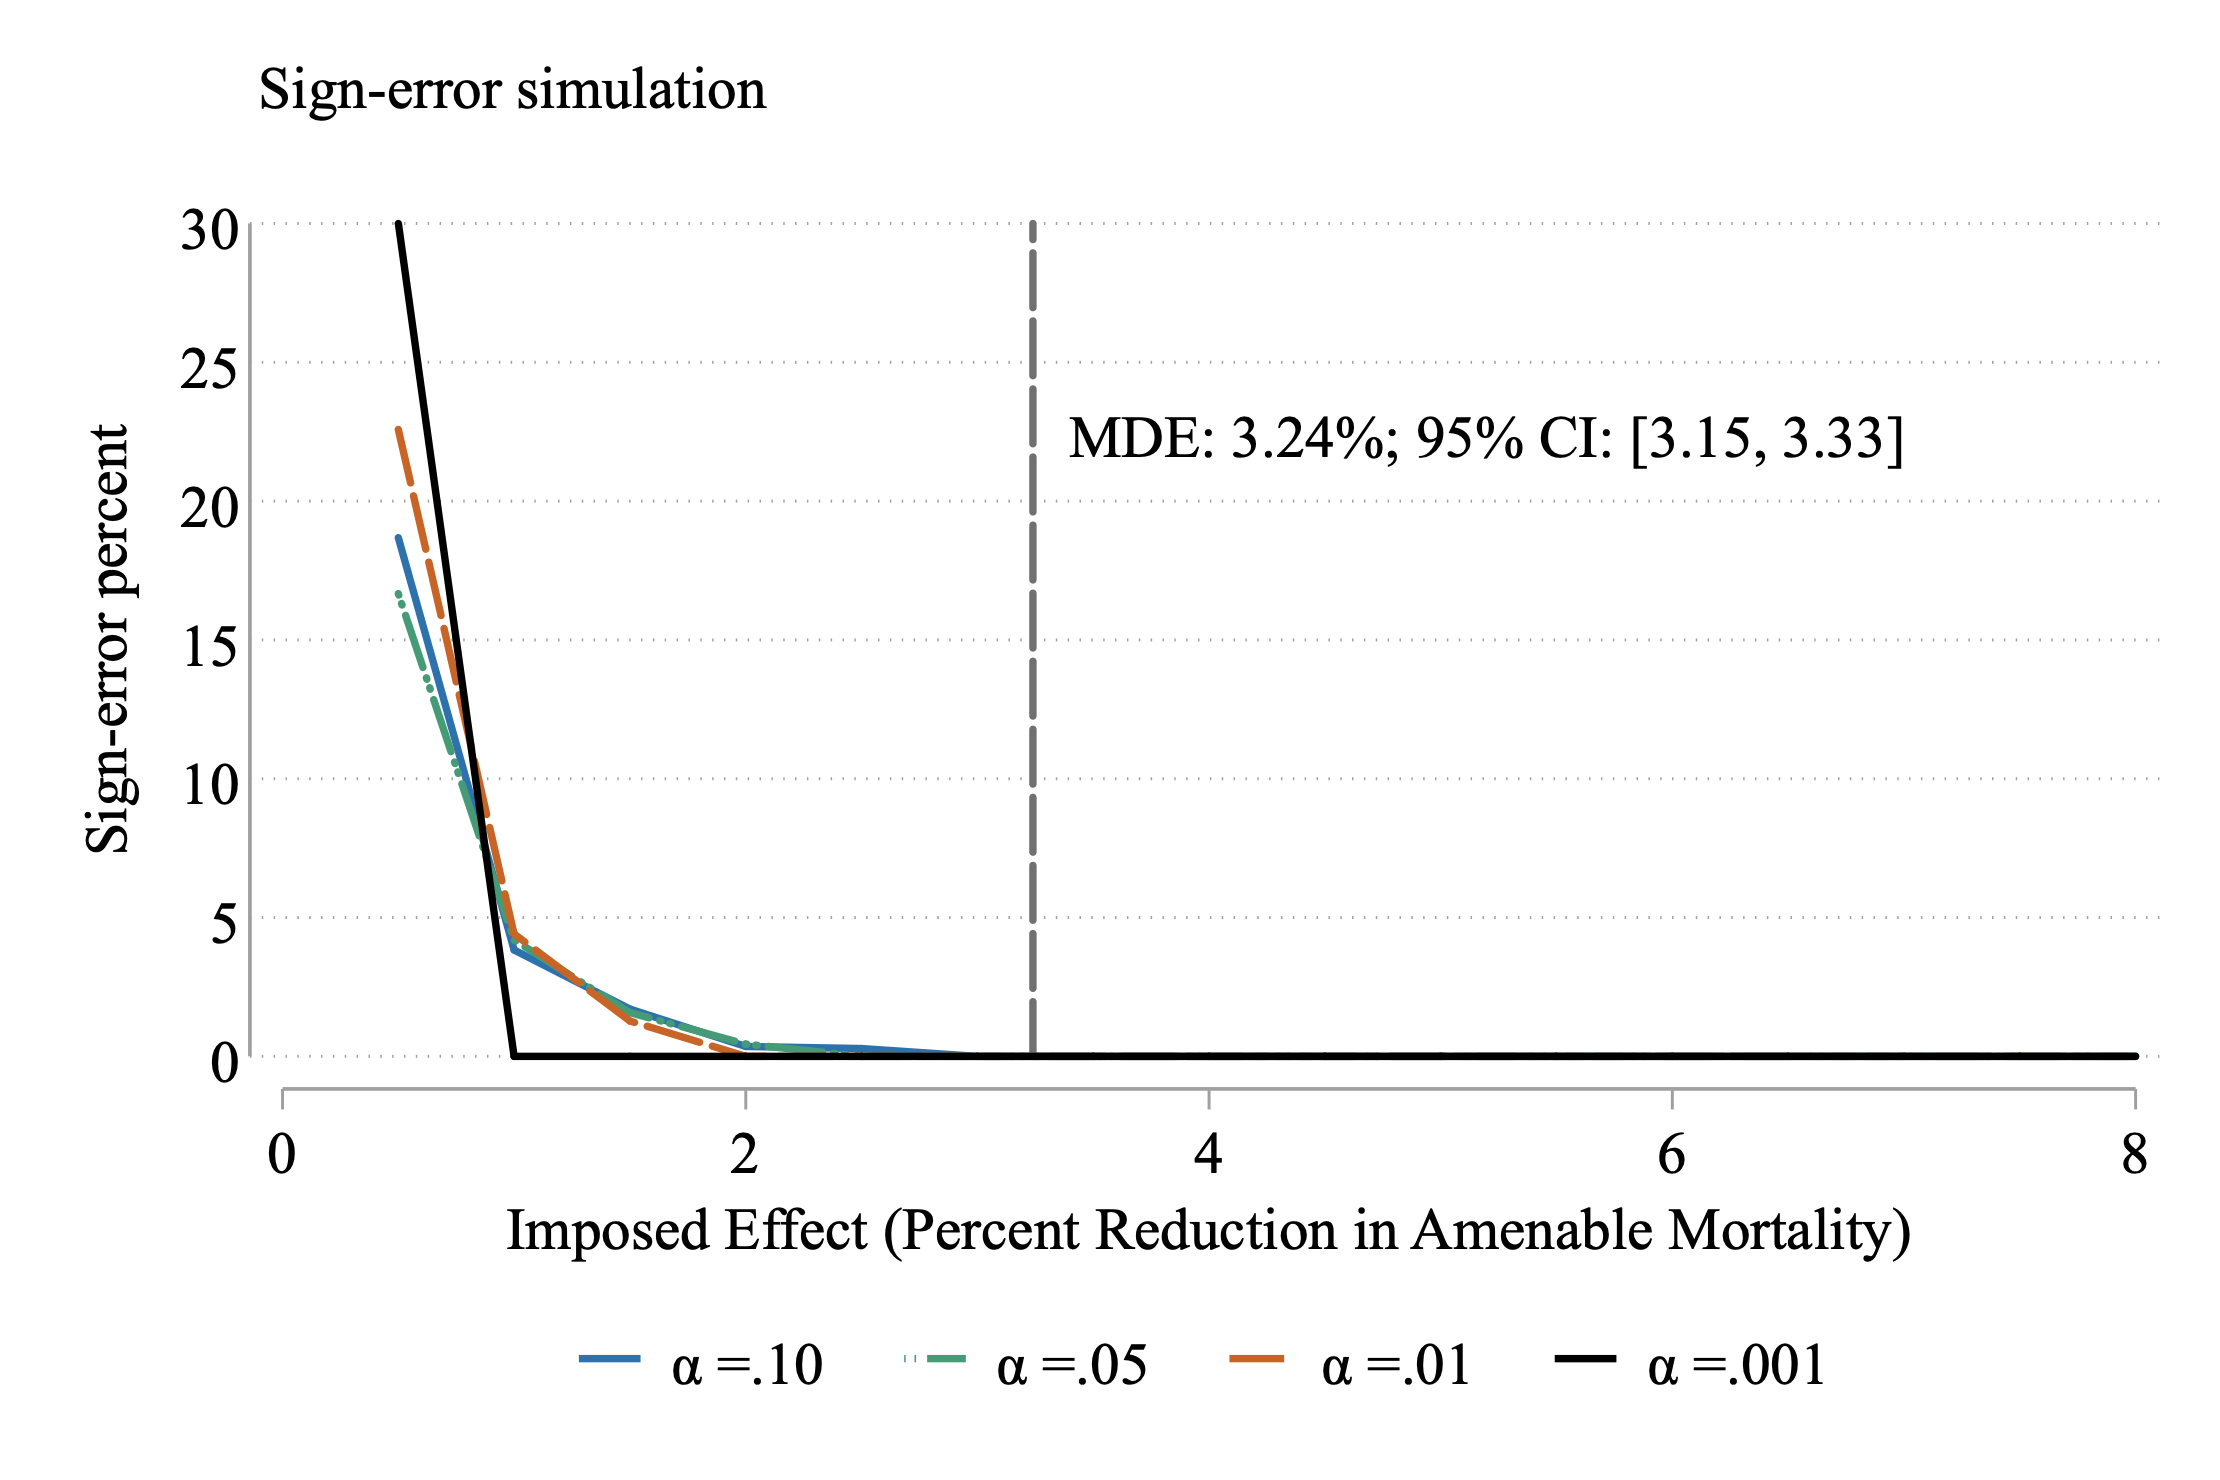 Sign-error simulation
30
25
20
15
10
5
0
Sign-error percent
MDE: 3.24%; 95% CI: [3.15, 3.33]
0 2 4 6 8
Imposed Effect (Percent Reduction in Amenable Mortality)
α =.10 α =.05 α =.01 α =.001